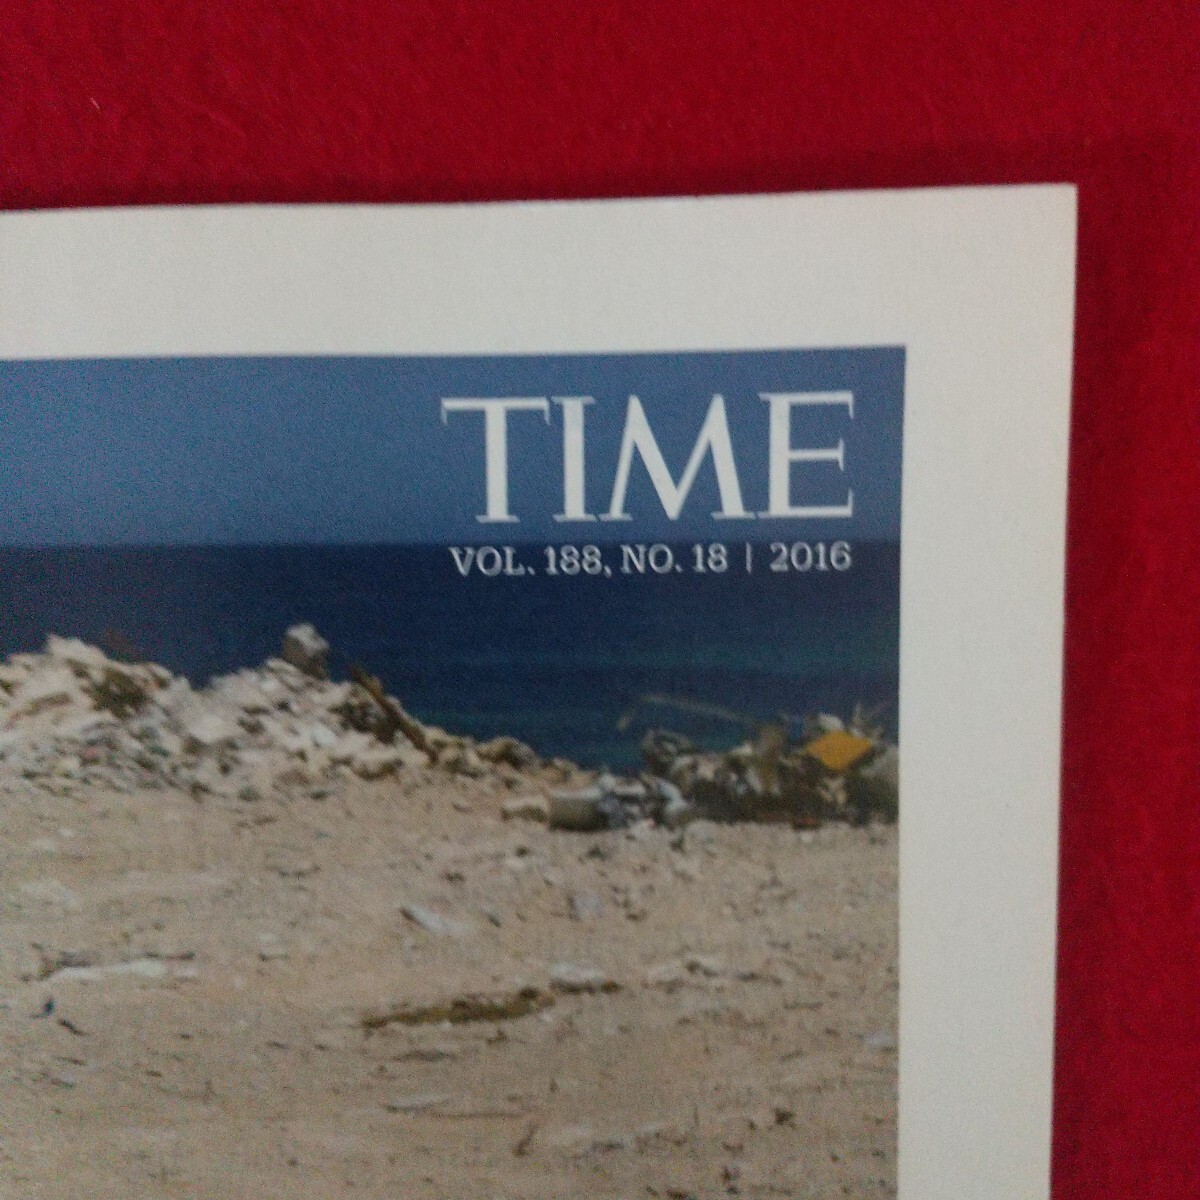 TIME
VOL. 188, NO. 18 | 2016